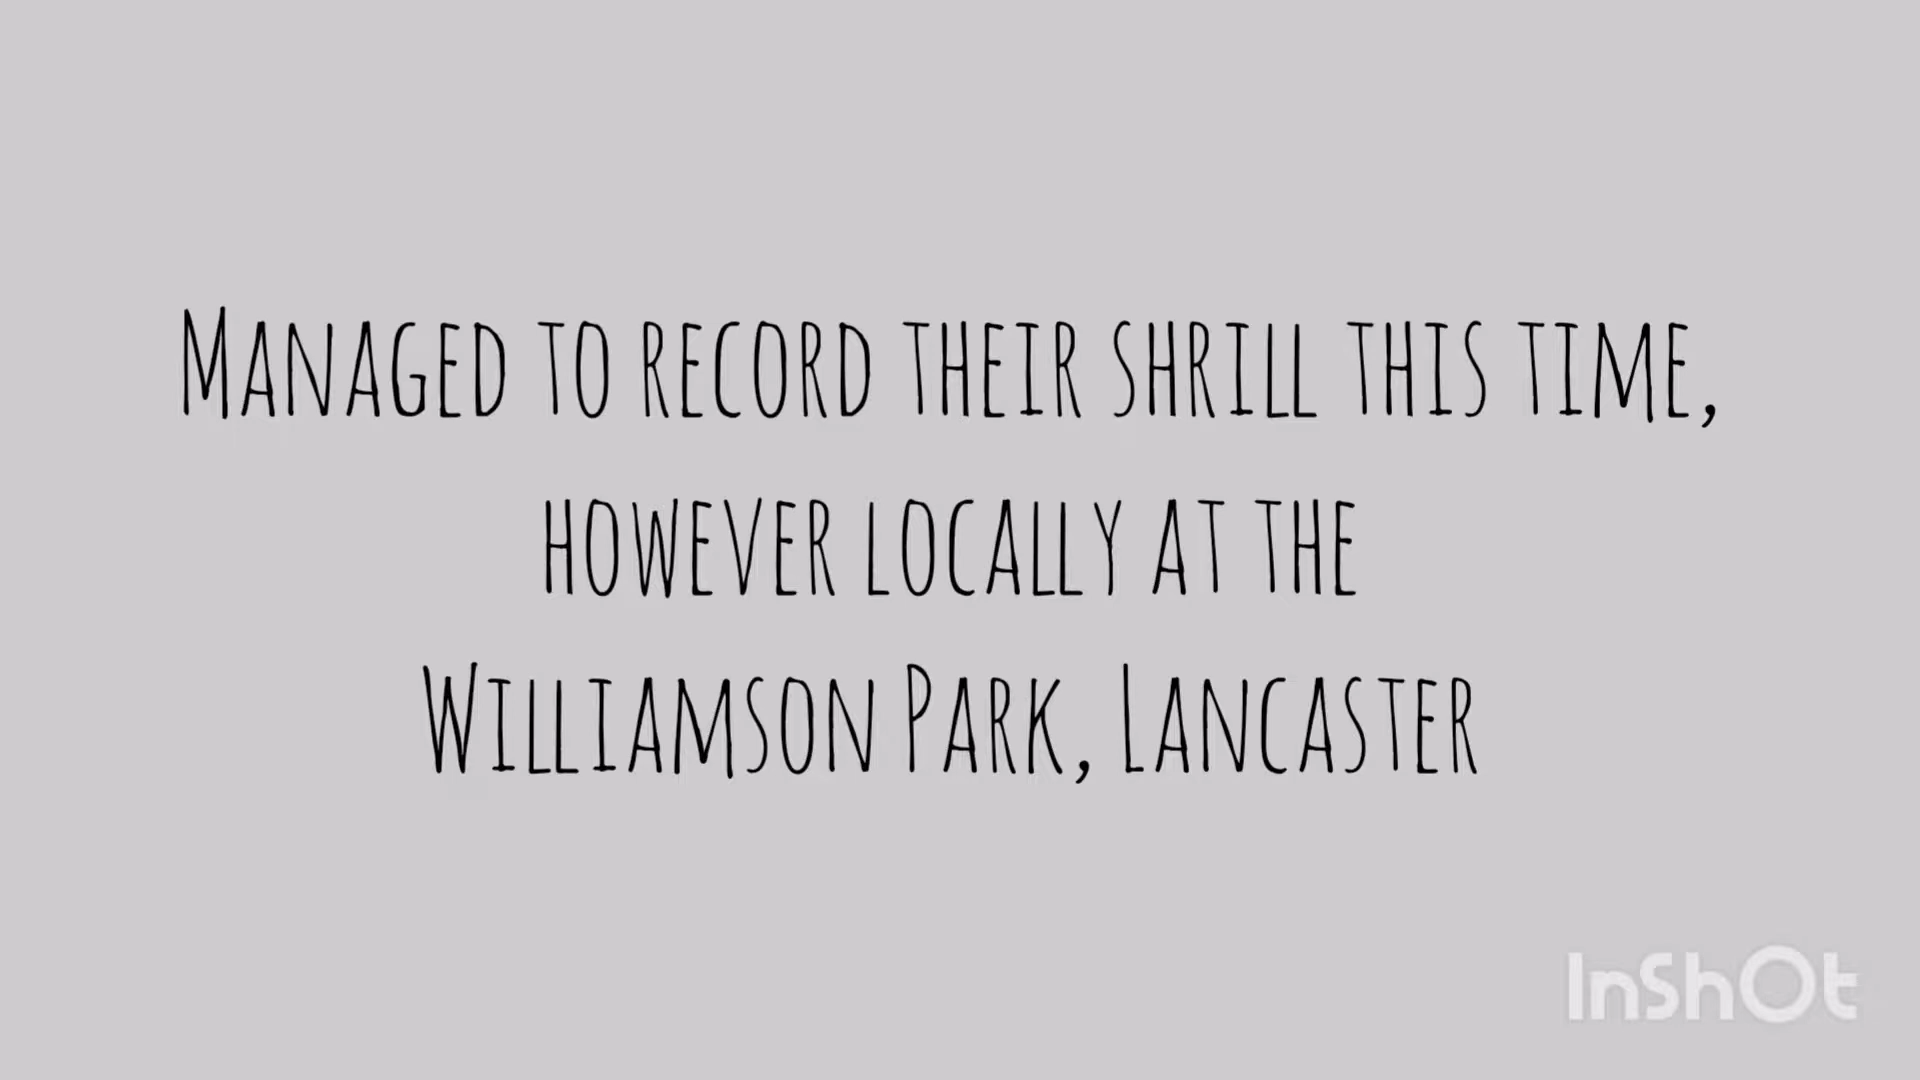 Managed to record their shrill this time,
however locally at the
Williamson Park, Lancaster
InShOt